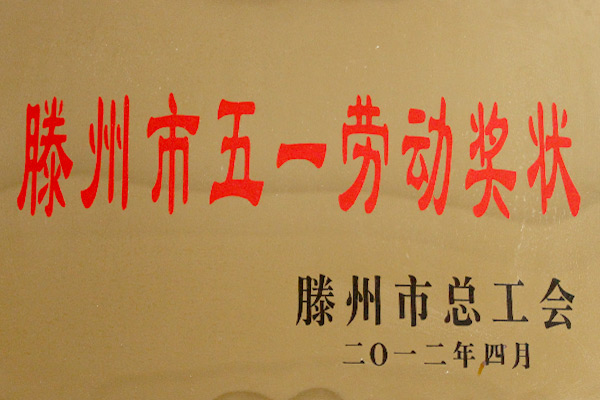 滕州市五一劳动奖状
滕州市总工会
二〇一二年四月